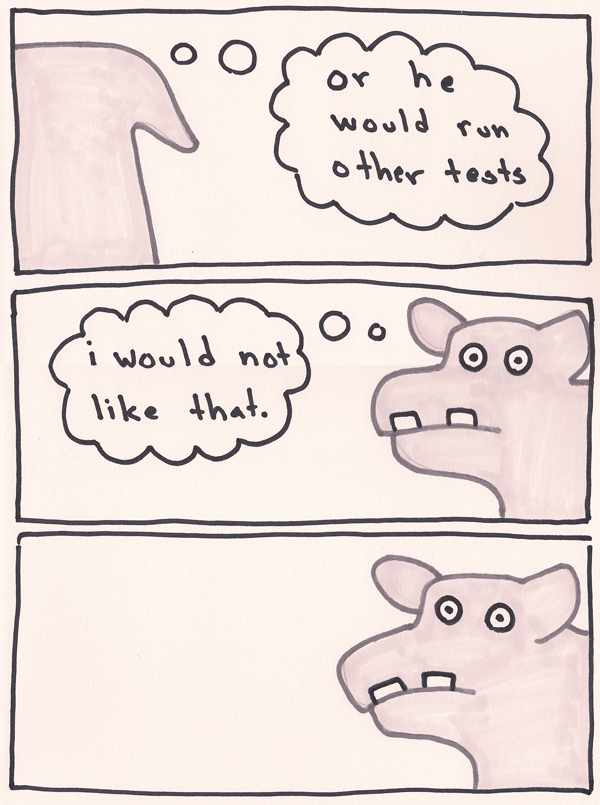 or he
would run
other tests
i would not
like that.